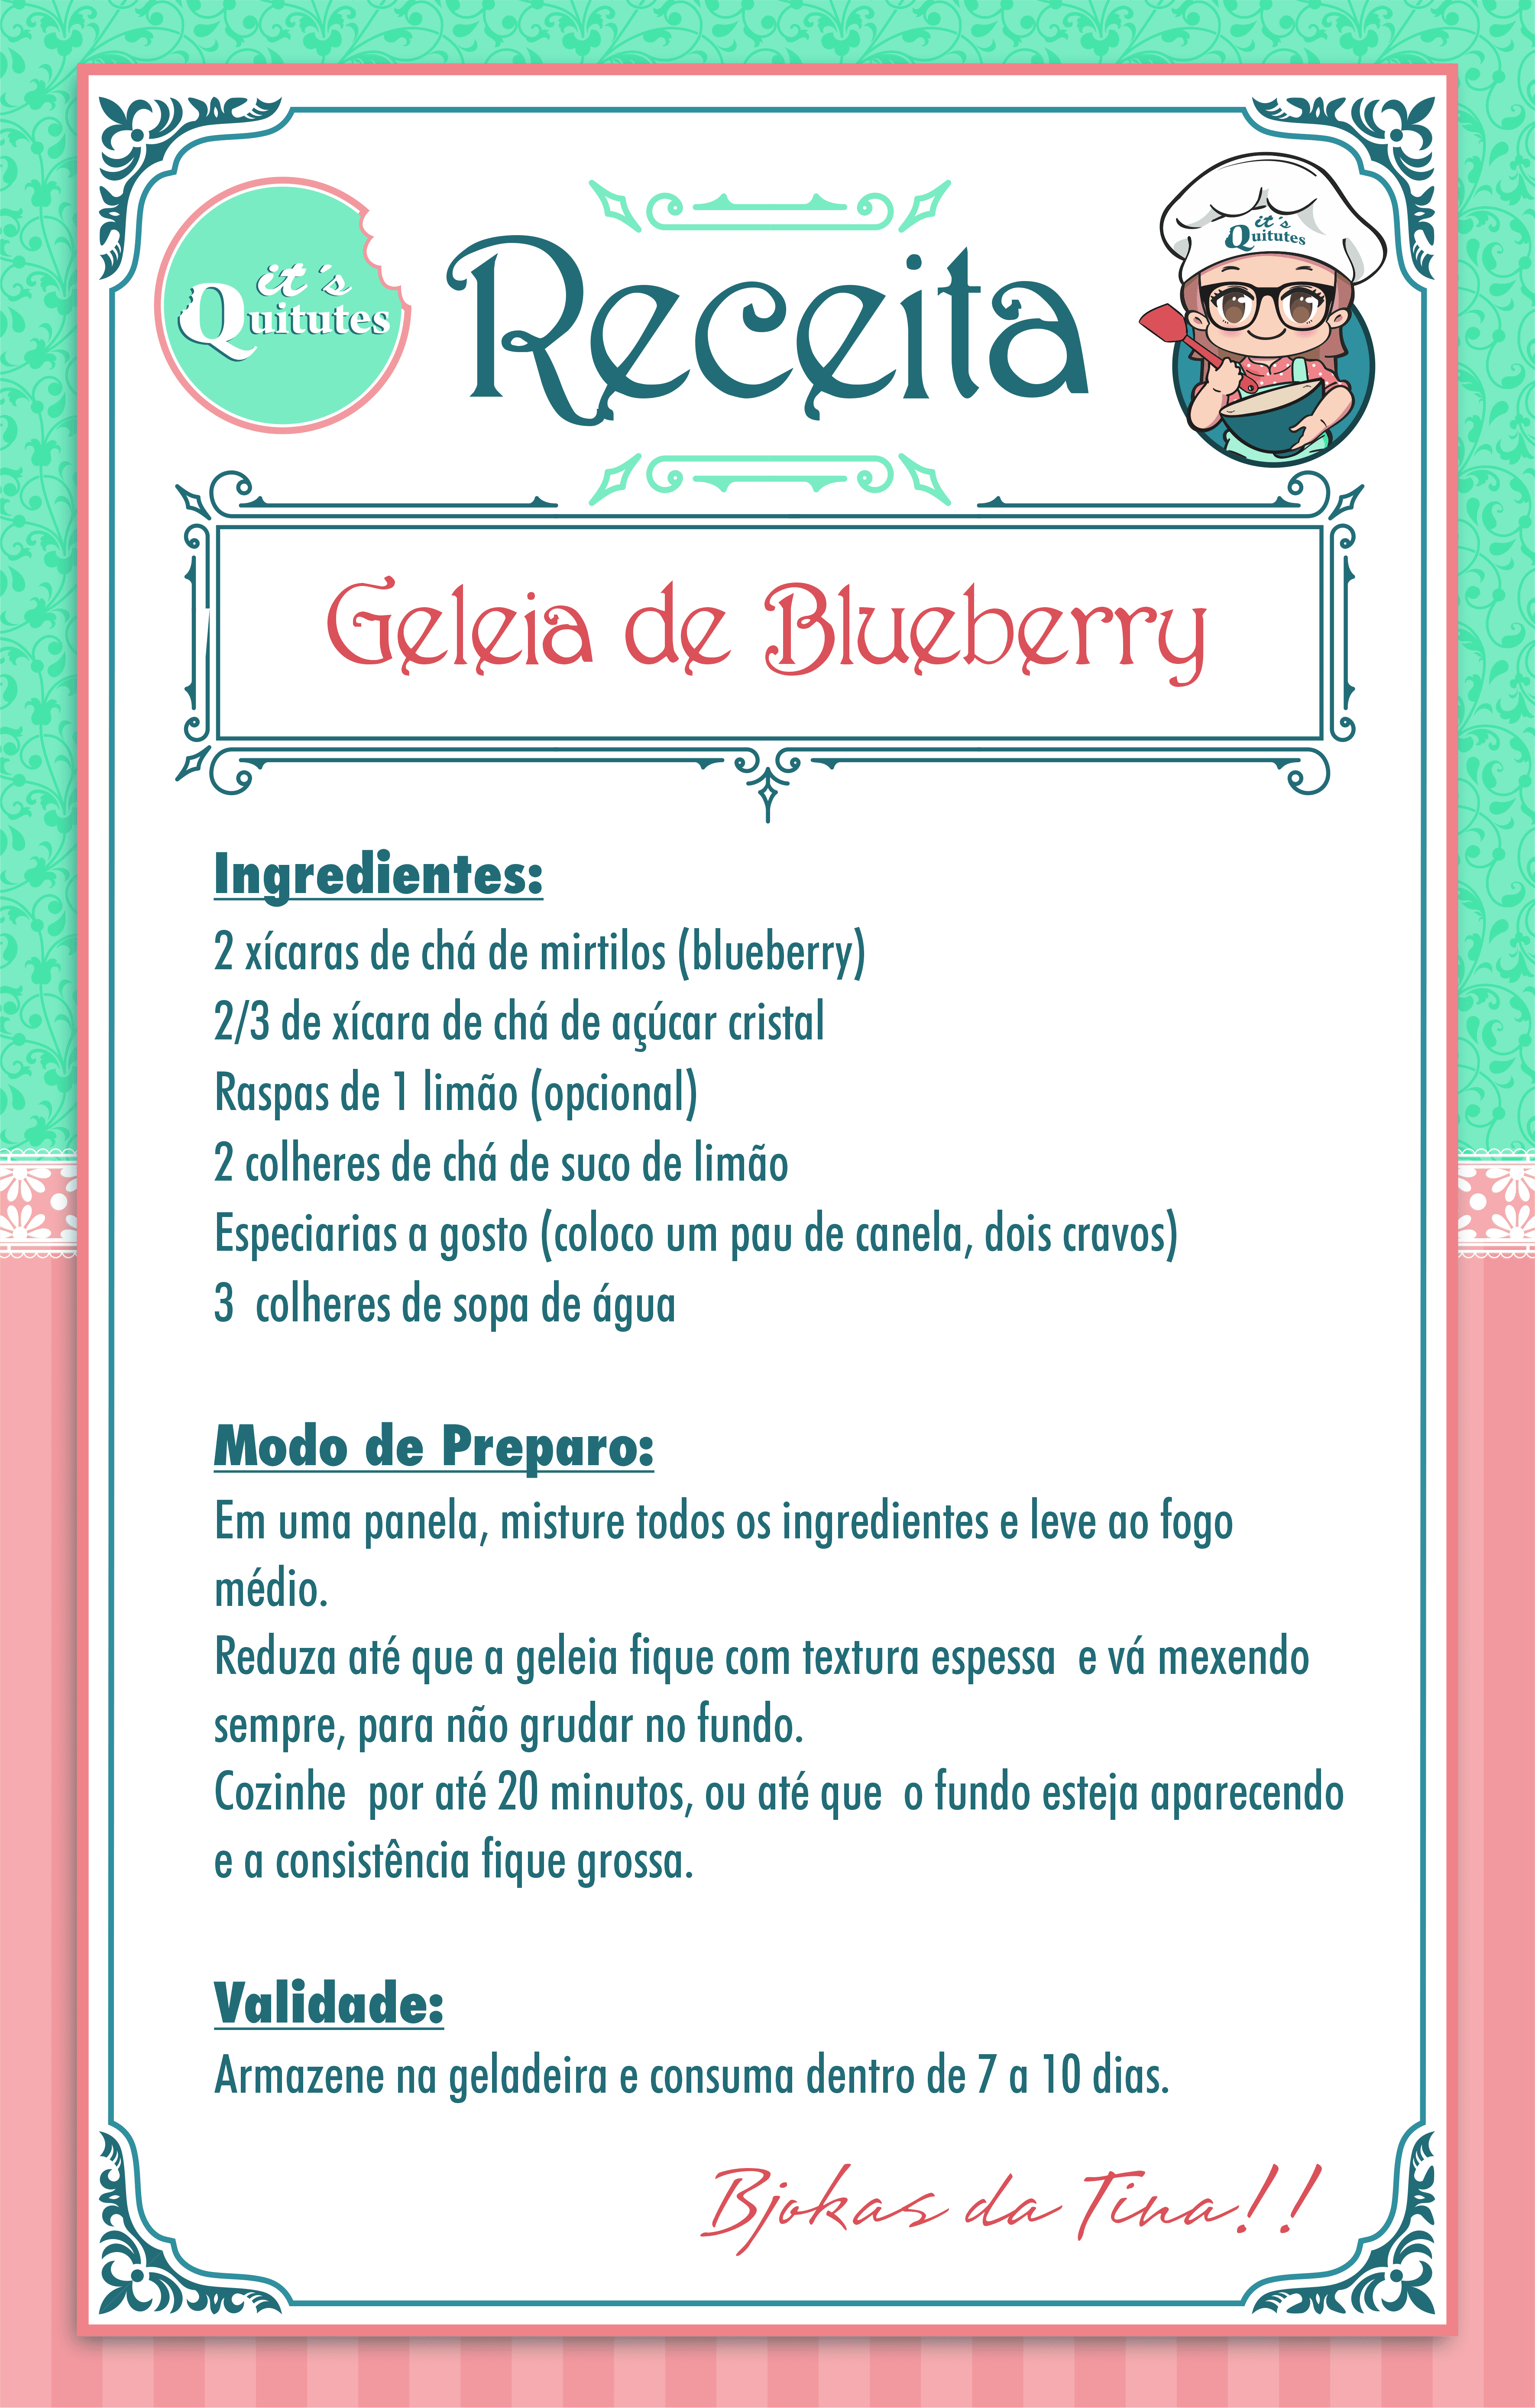 it's
Quitutes
Receita
it's
Quitutes
Geleia de Blueberry
Ingredientes:
2 xícaras de chá de mirtilos (blueberry)
2/3 de xícara de chá de açúcar cristal
Raspas de 1 limão (opcional)
2 colheres de chá de suco de limão
Especiarias a gosto (coloco um pau de canela, dois cravos)
3  colheres de sopa de água
Modo de Preparo:
Em uma panela, misture todos os ingredientes e leve ao fogo
médio.
Reduza até que a geleia fique com textura espessa  e vá mexendo
sempre, para não grudar no fundo.
Cozinhe  por até 20 minutos, ou até que  o fundo esteja aparecendo
e a consistência fique grossa.
Validade:
Armazene na geladeira e consuma dentro de 7 a 10 dias.
Bjokas da Tina!!